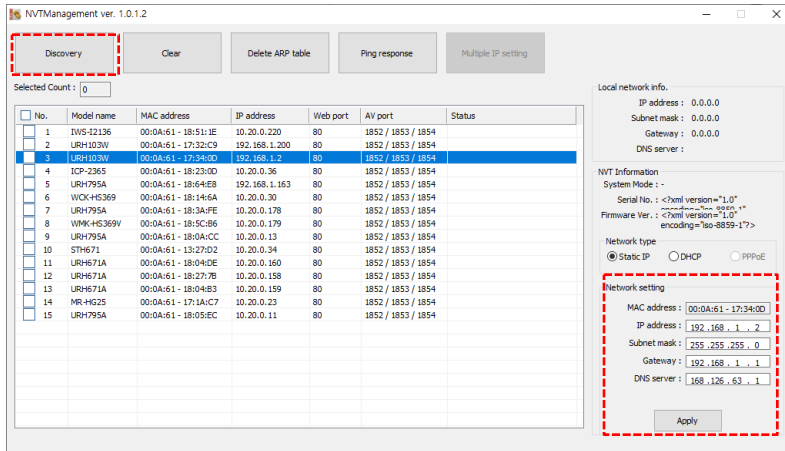 NVTManagement ver. 1.0.1.2
Discovery Clear Delete ARP table Ping response Multiple IP setting
Selected Count : 0
No. Model name MAC address IP address Web port AV port Status
1 IWS-I2136 00:0A:61 - 18:51:1E 10.20.0.220 80 1852 / 1853 / 1854
2 URH103W 00:0A:61 - 17:32:C9 192.168.1.200 80 1852 / 1853 / 1854
3 URH103W 00:0A:61 - 17:34:0D 192.168.1.2 80 1852 / 1853 / 1854
4 ICP-2365 00:0A:61 - 18:23:0D 10.20.0.36 80 1852 / 1853 / 1854
5 URH795A 00:0A:61 - 18:64:E8 192.168.1.163 80 1852 / 1853 / 1854
6 WCK-HS369 00:0A:61 - 18:14:6A 10.20.0.30 80 1852 / 1853 / 1854
7 URH795A 00:0A:61 - 18:3A:FE 10.20.0.178 80 1852 / 1853 / 1854
8 WMK-HS369V 00:0A:61 - 18:5C:B6 10.20.0.179 80 1852 / 1853 / 1854
9 URH795A 00:0A:61 - 18:0A:CC 10.20.0.13 80 1852 / 1853 / 1854
10 STH671 00:0A:61 - 13:27:D2 10.20.0.34 80 1852 / 1853 / 1854
11 URH671A 00:0A:61 - 18:04:DE 10.20.0.160 80 1852 / 1853 / 1854
12 URH671A 00:0A:61 - 18:27:7B 10.20.0.158 80 1852 / 1853 / 1854
13 URH671A 00:0A:61 - 18:04:B3 10.20.0.159 80 1852 / 1853 / 1854
14 MR-HG25 00:0A:61 - 17:1A:C7 10.20.0.23 80 1852 / 1853 / 1854
15 URH795A 00:0A:61 - 18:05:EC 10.20.0.11 80 1852 / 1853 / 1854
Local network info.
IP address : 0.0.0.0
Subnet mask : 0.0.0.0
Gateway : 0.0.0.0
DNS server :
NVT Information
System Mode : -
Serial No. : <?xml version="1.0"
Firmware Ver. : <?xml version="1.0"
encoding="iso-8859-1"?>
Network type
Static IP DHCP PPPoE
Network setting
MAC address : 00:0A:61 - 17:34:0D
IP address : 192 .168 . 1 . 2
Subnet mask : 255 .255 .255 . 0
Gateway : 192 .168 . 1 . 1
DNS server : 168 .126 . 63 . 1
Apply